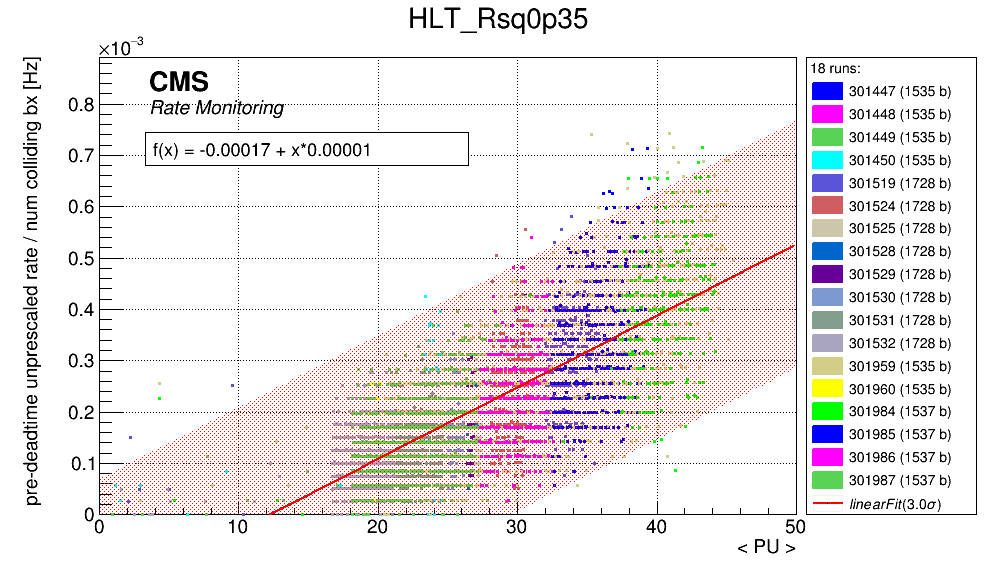 HLT_Rsq0p35
×10⁻³
pre-deadtime unprescaled rate / num colliding bx [Hz]
CMS
Rate Monitoring
f(x) = -0.00017 + x*0.00001
0.8
0.7
0.6
0.5
0.4
0.3
0.2
0.1
0
0 10 20 30 40 50
< PU >
18 runs:
301447 (1535 b)
301448 (1535 b)
301449 (1535 b)
301450 (1535 b)
301519 (1728 b)
301524 (1728 b)
301525 (1728 b)
301528 (1728 b)
301529 (1728 b)
301530 (1728 b)
301531 (1728 b)
301532 (1728 b)
301959 (1535 b)
301960 (1535 b)
301984 (1537 b)
301985 (1537 b)
301986 (1537 b)
301987 (1537 b)
linearFit(3.0σ)